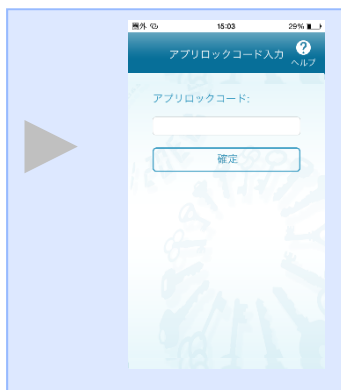 圏外 15:03 29%
アプリロックコード入力 ?
ヘルプ
アプリロックコード:
確定